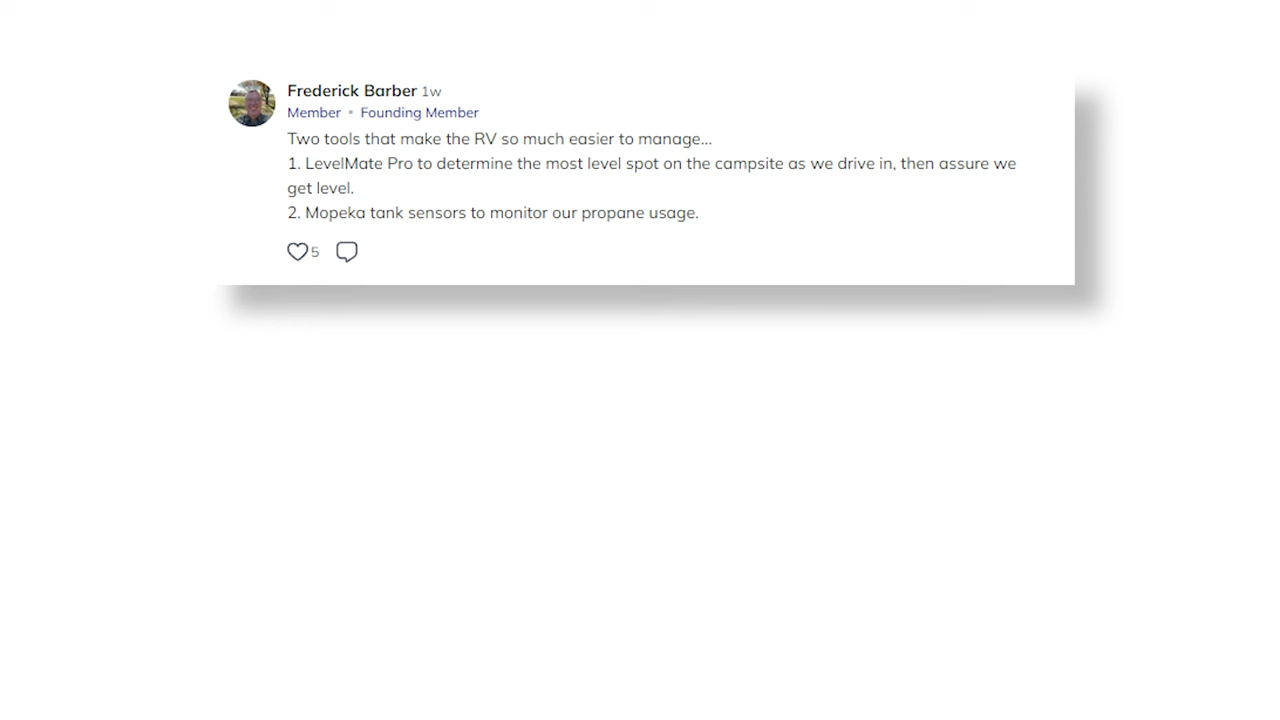 Frederick Barber 1w
Member • Founding Member
Two tools that make the RV so much easier to manage...
1. LevelMate Pro to determine the most level spot on the campsite as we drive in, then assure we
get level.
2. Mopeka tank sensors to monitor our propane usage.
5